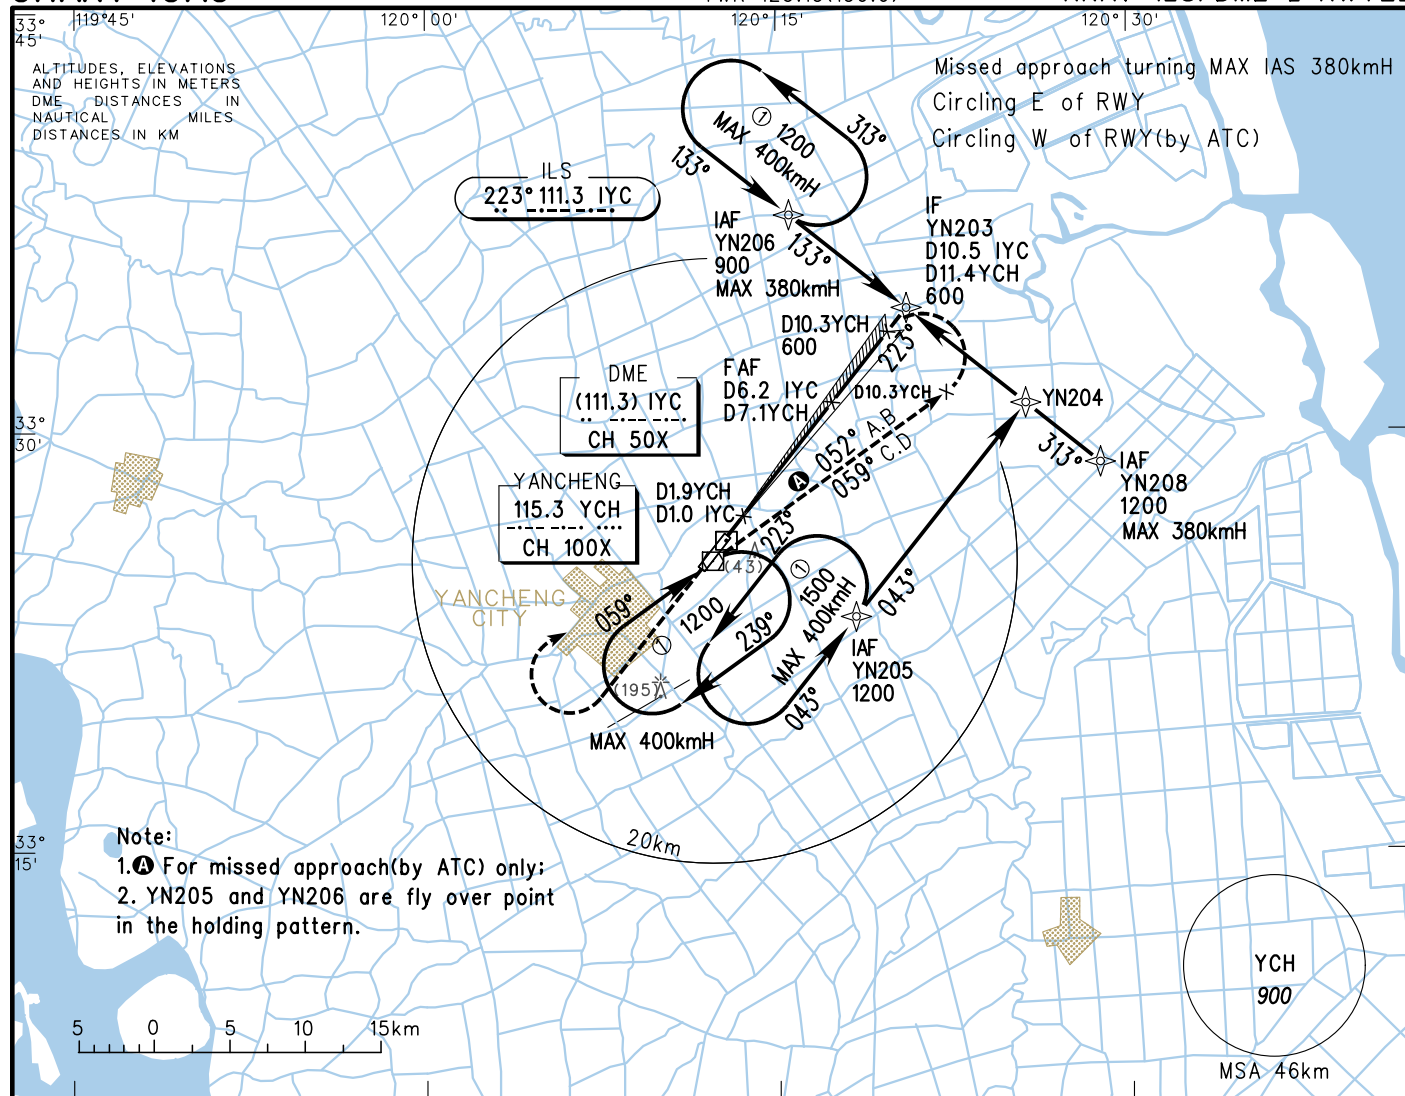 119°45'
120°00'
120°15'
120°30'
33°
45'
ALTITUDES, ELEVATIONS
AND HEIGHTS IN METERS
DME DISTANCES IN
NAUTICAL MILES
DISTANCES IN KM
Missed approach turning MAX IAS 380kmH
Circling E of RWY
Circling W of RWY(by ATC)
① 1200
MAX 400kmH
313°
133°
ILS
223° 111.3 IYC
IAF
YN206
900
MAX 380kmH
133°
IF
YN203
D10.5 IYC
D11.4YCH
600
D10.3YCH
600
223°
DME
(111.3) IYC
CH 50X
FAF
D6.2 IYC
D7.1YCH
D10.3YCH
YN204
33°
30'
052° A.B
059° C.D
A
313°
IAF
YN208
1200
MAX 380kmH
YANCHENG
115.3 YCH
CH 100X
D1.9YCH
D1.0 IYC
223°
(43)
①
1500
MAX 400kmH
043°
YANCHENG
CITY
059°
1200
①
239°
IAF
YN205
1200
043°
(195)
MAX 400kmH
20km
33°
15'
Note:
1.A For missed approach(by ATC) only;
2. YN205 and YN206 are fly over point
in the holding pattern.
YCH
900
MSA 46km
5 0 5 10 15km